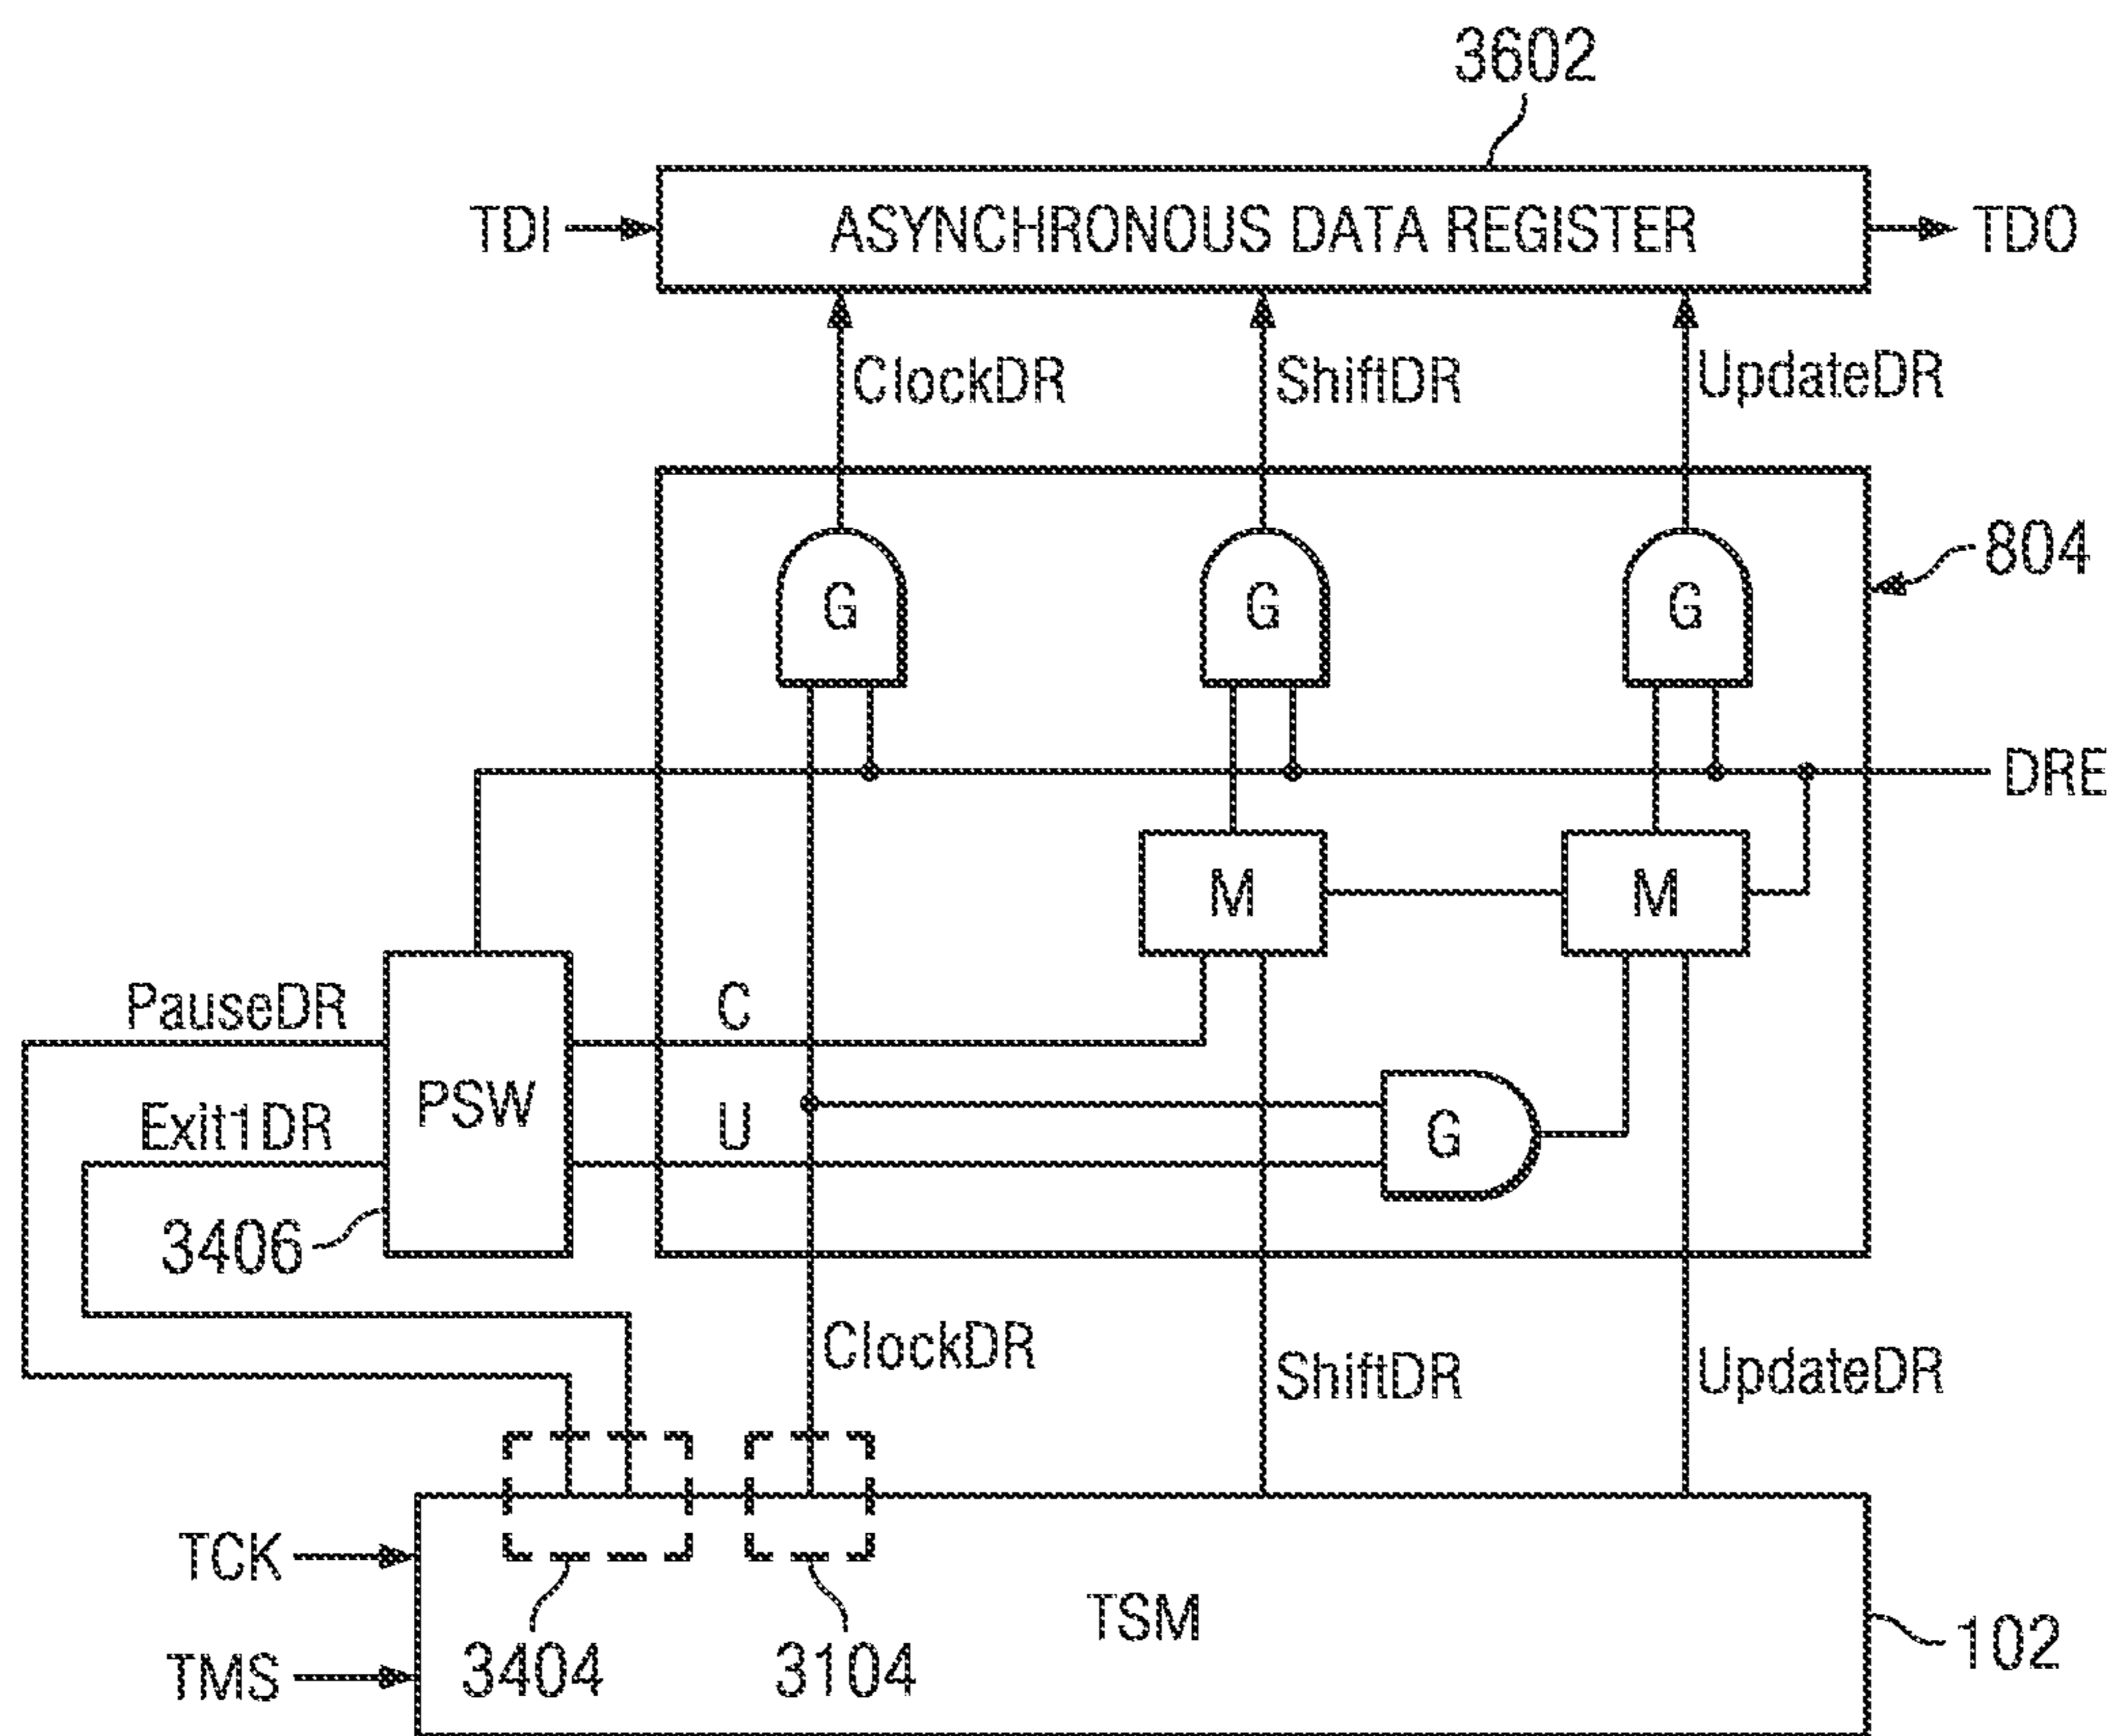 3602
TDI
ASYNCHRONOUS DATA REGISTER
TDO
ClockDR
ShiftDR
UpdateDR
804
G
G
G
DRE
M
M
PauseDR
C
PSW
Exit1DR
U
G
3406
ClockDR
ShiftDR
UpdateDR
TCK
TSM
TMS
3404
3104
102